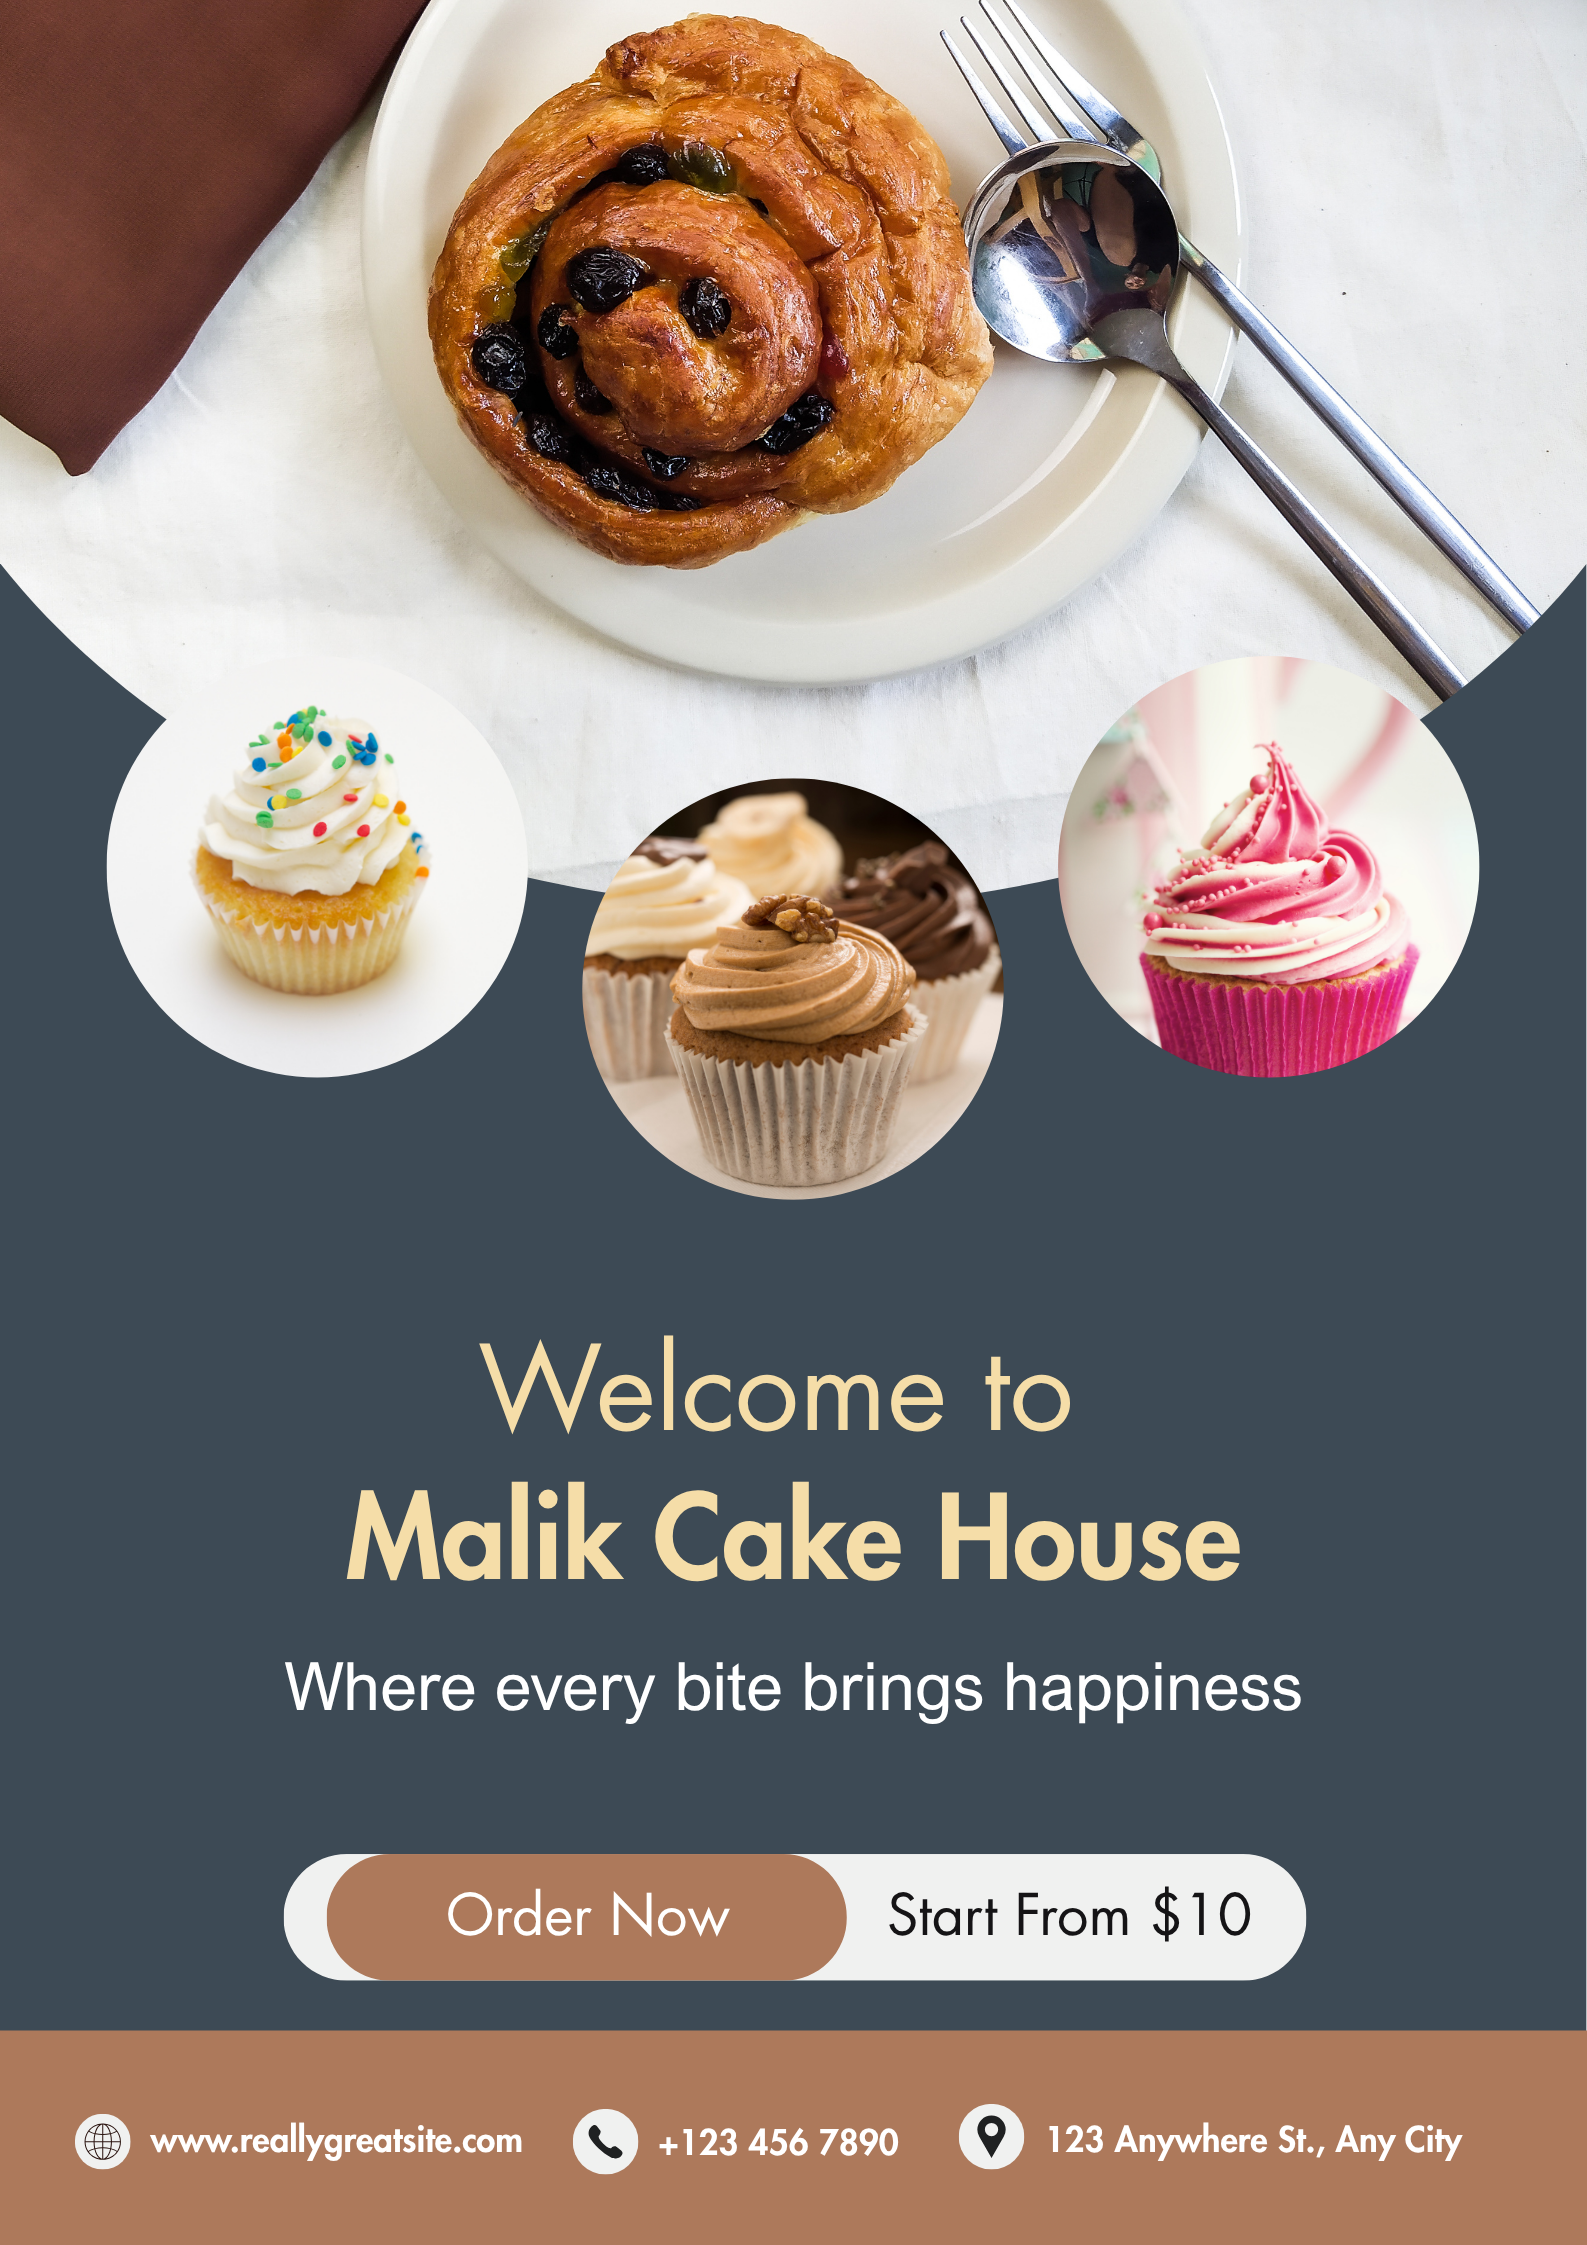 Welcome to
Malik Cake House
Where every bite brings happiness
Order Now Start From $10
www.reallygreatsite.com +123 456 7890 123 Anywhere St., Any City